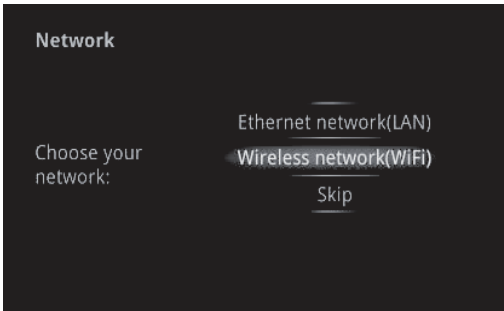 Network
Ethernet network(LAN)
Choose your
network:
Wireless network(WiFi)
Skip